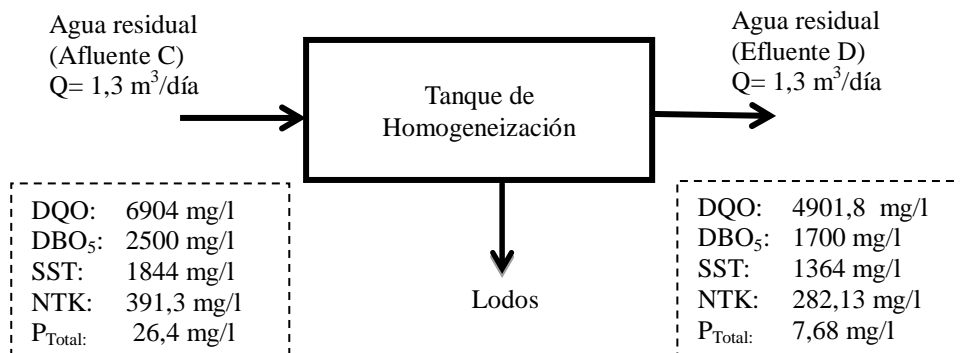 Agua residual
(Afluente C)
Q= 1,3 m³/día
Tanque de
Homogeneización
Agua residual
(Efluente D)
Q= 1,3 m³/día
DQO: 6904 mg/l
DBO₅: 2500 mg/l
SST: 1844 mg/l
NTK: 391,3 mg/l
P_Total: 26,4 mg/l
Lodos
DQO: 4901,8 mg/l
DBO₅: 1700 mg/l
SST: 1364 mg/l
NTK: 282,13 mg/l
P_Total: 7,68 mg/l